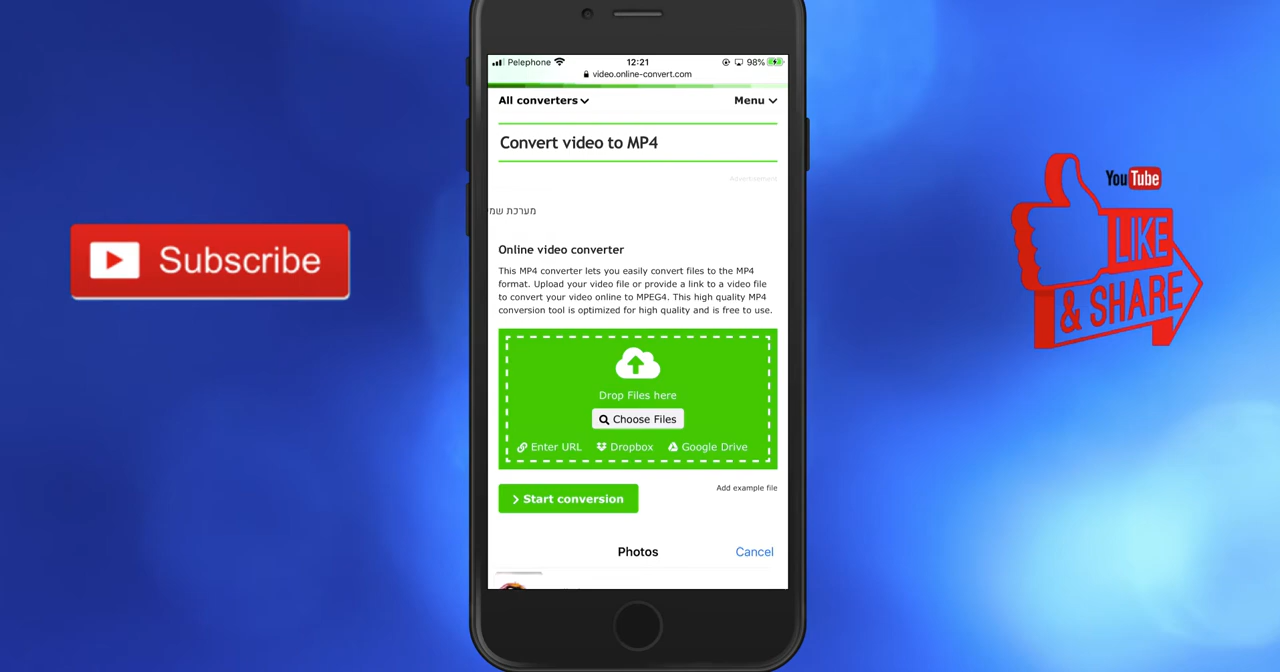 Pelephone
12:21
98%
video.online-convert.com
All converters
Menu
Convert video to MP4
Advertisement
מערכת שמי
Online video converter
This MP4 converter lets you easily convert files to the MP4
format. Upload your video file or provide a link to a video file
to convert your video online to MPEG4. This high quality MP4
conversion tool is optimized for high quality and is free to use.
Drop Files here
Choose Files
Enter URL
Dropbox
Google Drive
Start conversion
Add example file
Photos
Cancel
Subscribe
YouTube
LIKE
& SHARE